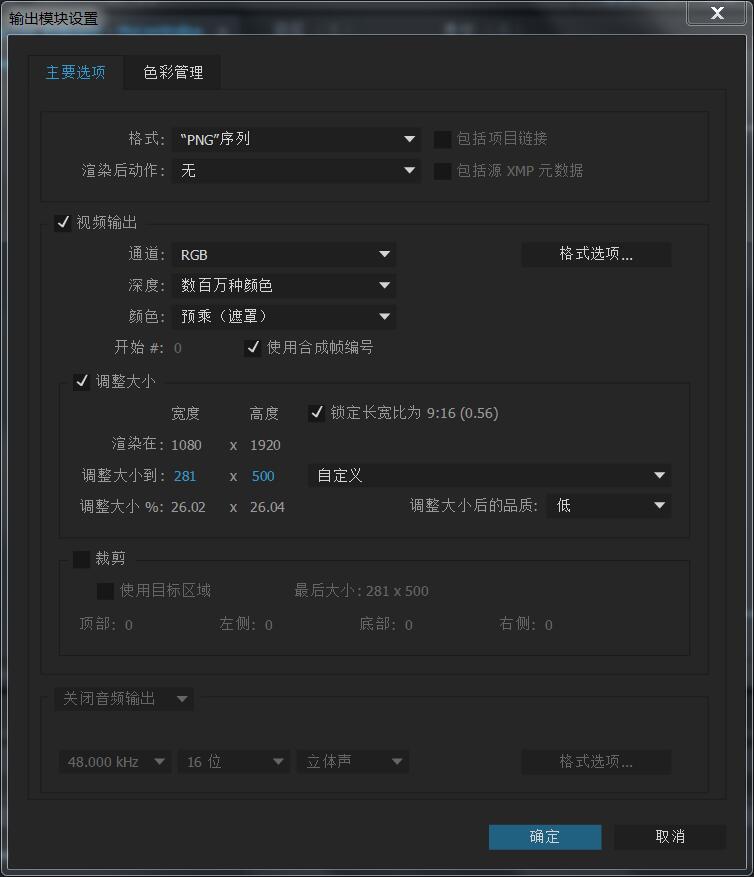 输出模块设置
主要选项 色彩管理
格式: “PNG”序列 包括项目链接
渲染后动作: 无 包括源 XMP 元数据
视频输出
通道: RGB 格式选项...
深度: 数百万种颜色
颜色: 预乘（遮罩）
开始 #: 0 使用合成帧编号
调整大小
宽度 高度 锁定长宽比为 9:16 (0.56)
渲染在: 1080 x 1920
调整大小到: 281 x 500 自定义
调整大小 %: 26.02 x 26.04 调整大小后的品质: 低
裁剪
使用目标区域 最后大小: 281 x 500
顶部: 0 左侧: 0 底部: 0 右侧: 0
关闭音频输出
48.000 kHz 16 位 立体声 格式选项...
确定 取消